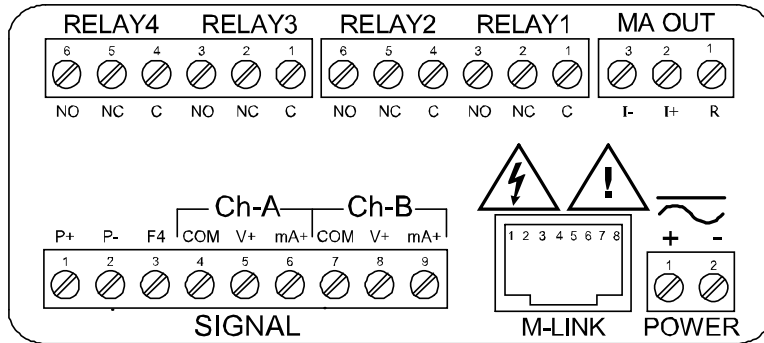 RELAY4 RELAY3 RELAY2 RELAY1 MA OUT
6 5 4 3 2 1 6 5 4 3 2 1 3 2 1
NO NC C NO NC C NO NC C NO NC C I- I+ R
Ch-A Ch-B
P+ P- F4 COM V+ mA+ COM V+ mA+
1 2 3 4 5 6 7 8 9
SIGNAL
1 2 3 4 5 6 7 8
M-LINK
+ -
1 2
POWER